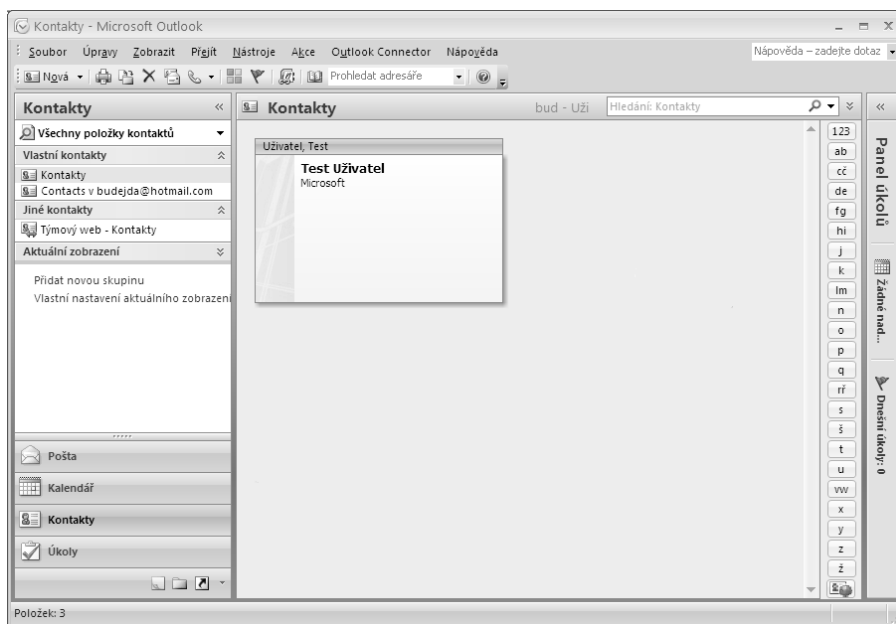 Kontakty - Microsoft Outlook
Soubor Úpravy Zobrazit Přejít Nástroje Akce Outlook Connector Nápověda Nápověda – zadejte dotaz
Nová Prohledat adresáře
Kontakty «
Všechny položky kontaktů
Vlastní kontakty
Kontakty
Contacts v budejda@hotmail.com
Jiné kontakty
Týmový web - Kontakty
Aktuální zobrazení
Přidat novou skupinu
Vlastní nastavení aktuálního zobrazení
Pošta
Kalendář
Kontakty
Úkoly
Kontakty bud - Uži Hledání: Kontakty
Uživatel, Test
Test Uživatel
Microsoft
123
ab
cč
de
fg
hi
j
k
lm
n
o
p
q
rř
s
š
t
u
vw
x
y
z
ž
«
Panel úkolů
Žádné nad...
Dnešní úkoly: 0
Položek: 3